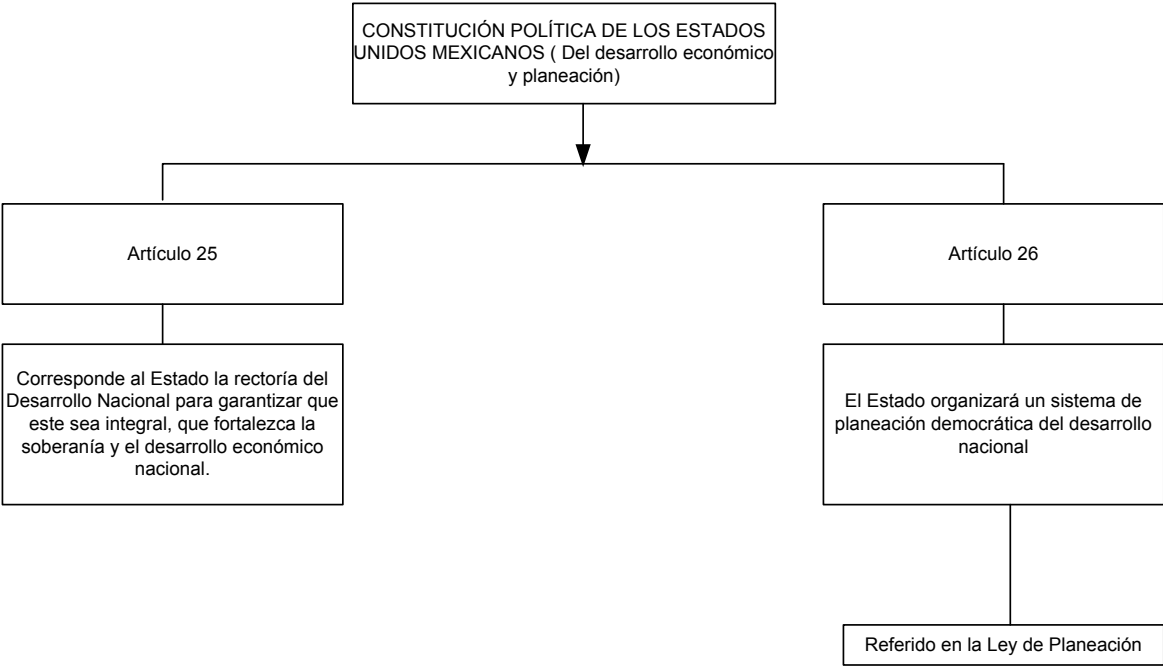 CONSTITUCIÓN POLÍTICA DE LOS ESTADOS
UNIDOS MEXICANOS ( Del desarrollo económico
y planeación)
Artículo 25
Artículo 26
Corresponde al Estado la rectoría del
Desarrollo Nacional para garantizar que
este sea integral, que fortalezca la
soberanía y el desarrollo económico
nacional.
El Estado organizará un sistema de
planeación democrática del desarrollo
nacional
Referido en la Ley de Planeación